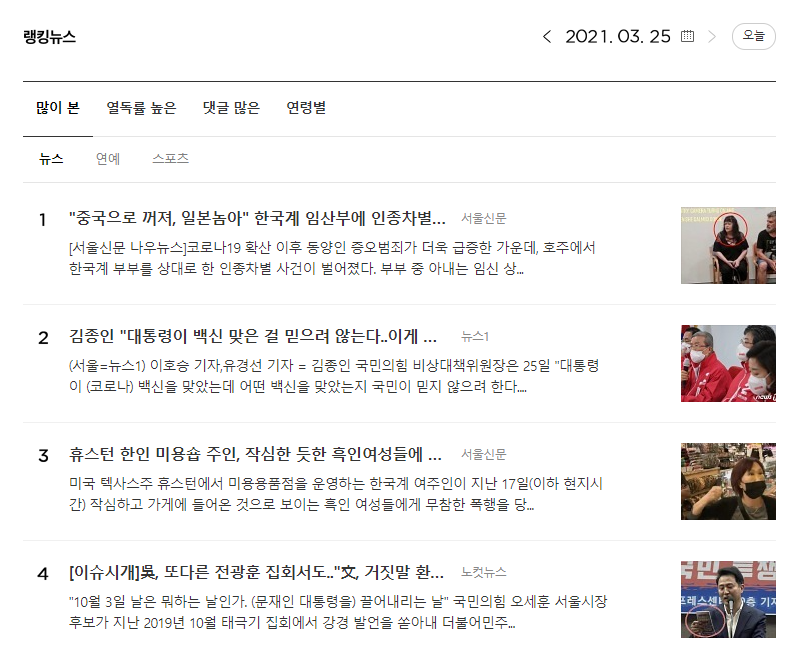 랭킹뉴스
2021. 03. 25
오늘
많이 본 열독률 높은 댓글 많은 연령별
뉴스 연예 스포츠
1 "중국으로 꺼져, 일본놈아" 한국계 임산부에 인종차별... 서울신문
[서울신문 나우뉴스]코로나19 확산 이후 동양인 증오범죄가 더욱 급증한 가운데, 호주에서
한국계 부부를 상대로 한 인종차별 사건이 벌어졌다. 부부 중 아내는 임신 상...
2 김종인 "대통령이 백신 맞은 걸 믿으려 않는다..이게 ... 뉴스1
(서울=뉴스1) 이호승 기자,유경선 기자 = 김종인 국민의힘 비상대책위원장은 25일 "대통령
이 (코로나) 백신을 맞았는데 어떤 백신을 맞았는지 국민이 믿지 않으려 한다....
3 휴스턴 한인 미용숍 주인, 작심한 듯한 흑인여성들에 ... 서울신문
미국 텍사스주 휴스턴에서 미용용품점을 운영하는 한국계 여주인이 지난 17일(이하 현지시
간) 작심하고 가게에 들어온 것으로 보이는 흑인 여성들에게 무참한 폭행을 당...
4 [이슈시개]吳, 또다른 전광훈 집회서도.."文, 거짓말 환... 노컷뉴스
"10월 3일 날은 뭐하는 날인가. (문재인 대통령을) 끌어내리는 날" 국민의힘 오세훈 서울시장
후보가 지난 2019년 10월 태극기 집회에서 강경 발언을 쏟아내 더불어민주...